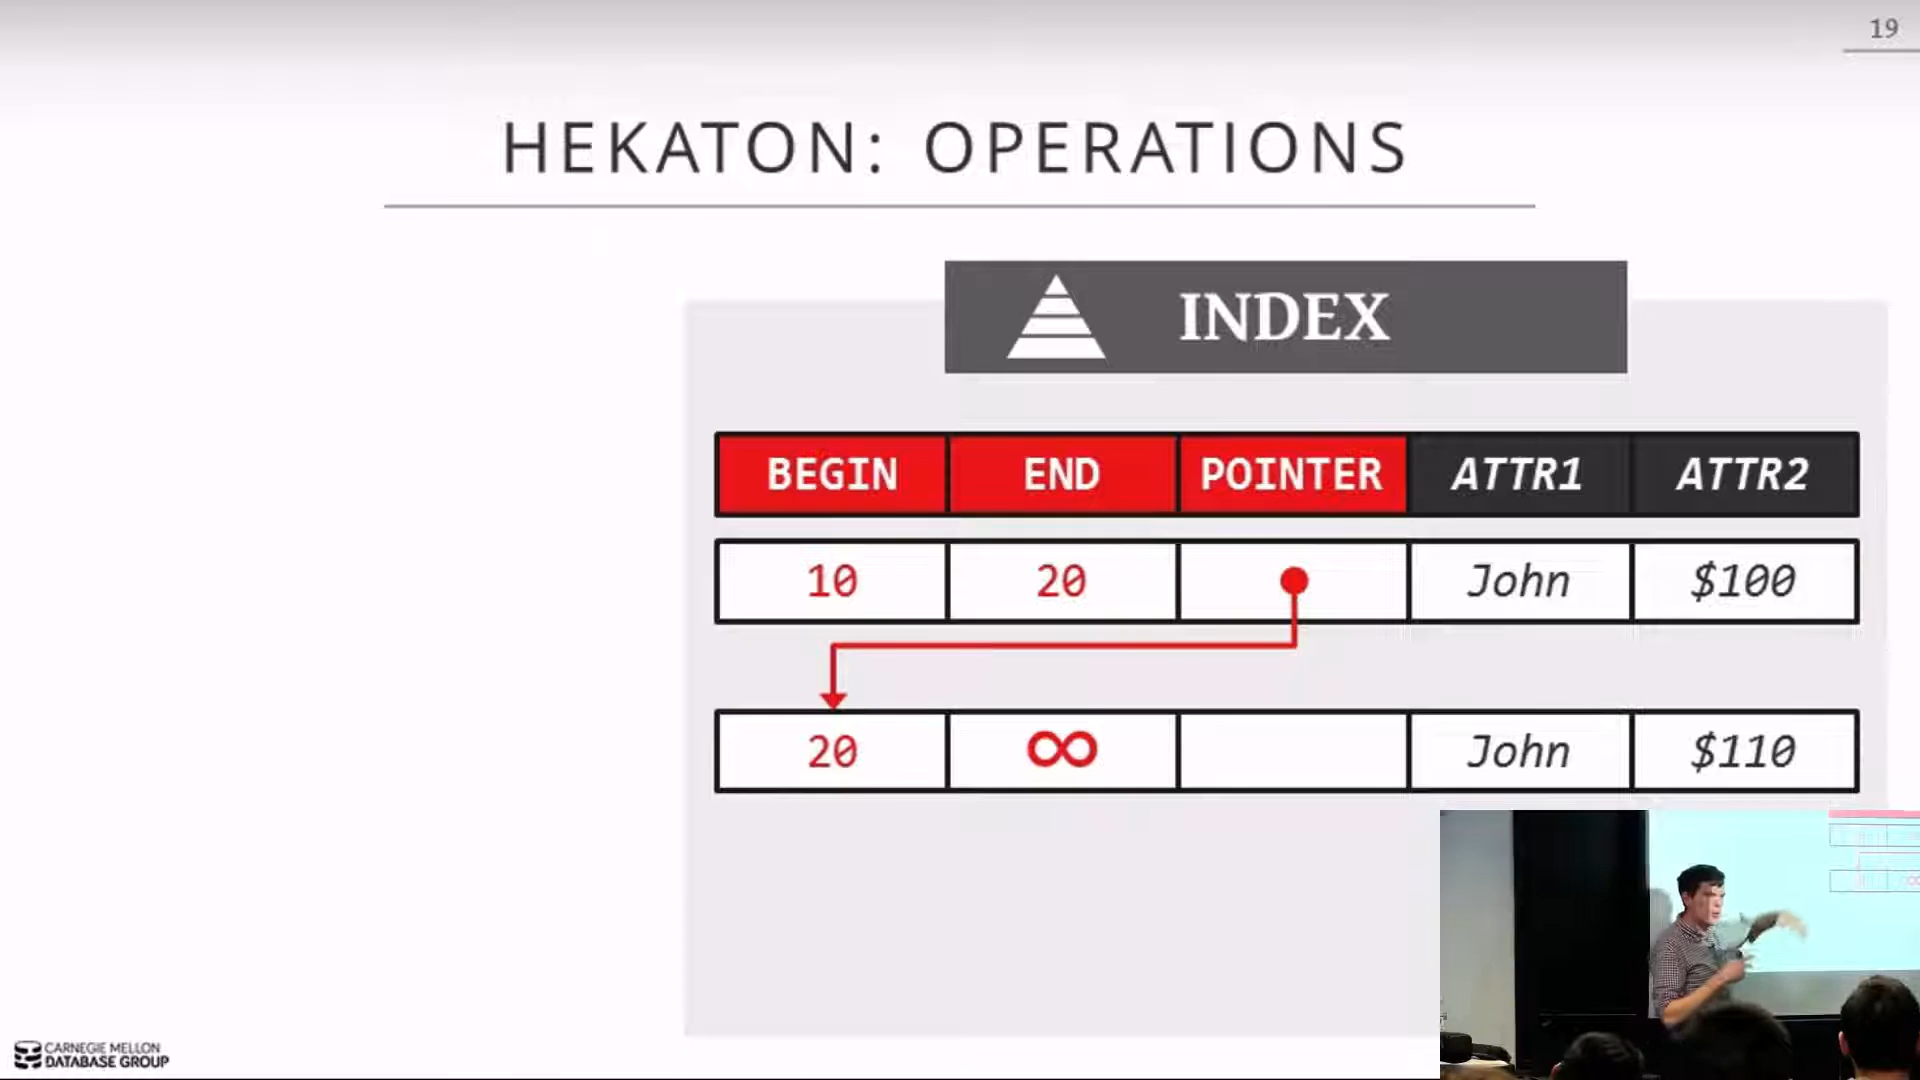 19
HEKATON: OPERATIONS
INDEX
BEGIN END POINTER ATTR1 ATTR2
10 20 John $100
20 ∞ John $110
CARNEGIE MELLON
DATABASE GROUP